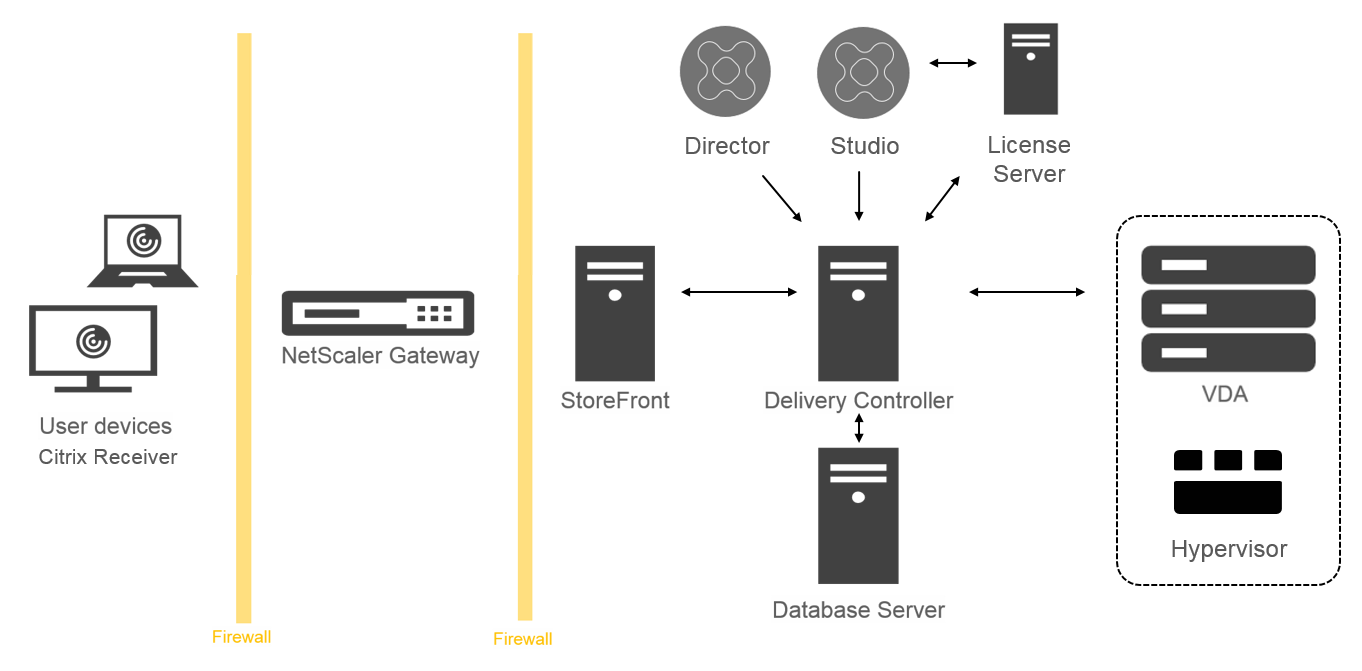 Director
Studio
License
Server
NetScaler Gateway
User devices
Citrix Receiver
StoreFront
Delivery Controller
VDA
Hypervisor
Database Server
Firewall
Firewall